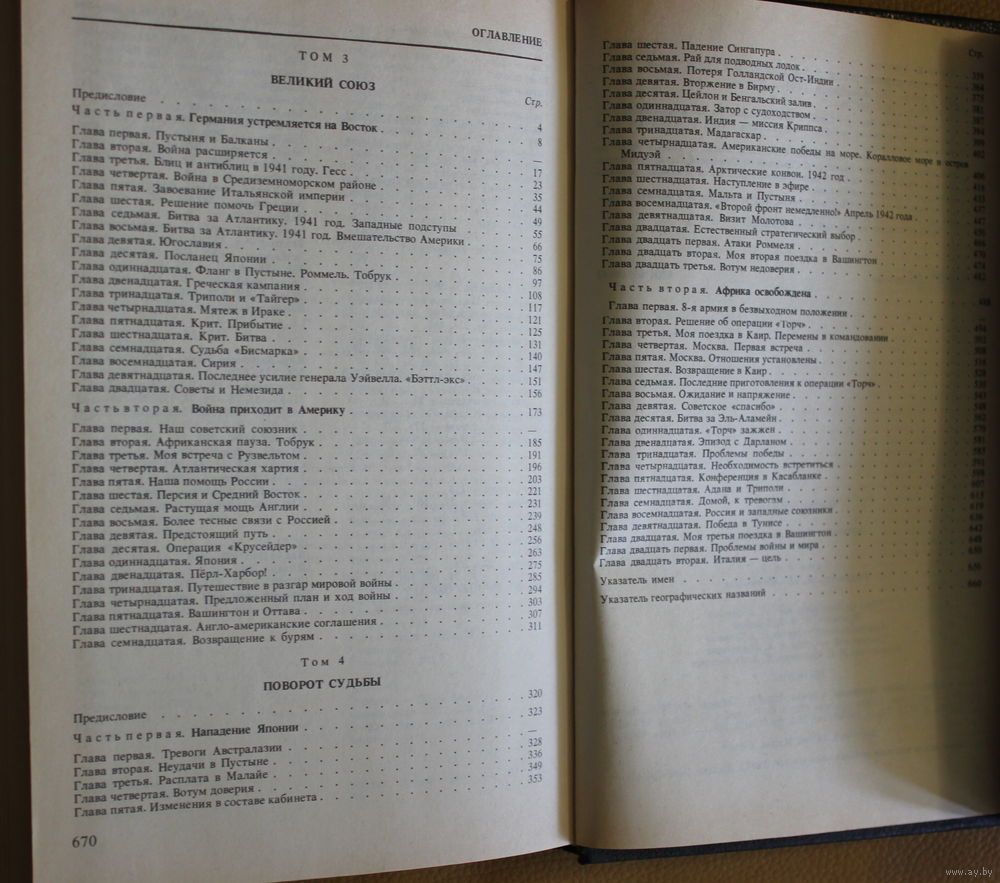 ОГЛАВЛЕНИЕ
ТОМ 3
ВЕЛИКИЙ СОЮЗ
Стр.
Предисловие 4
Часть первая. Германия устремляется на Восток 8
Глава первая. Пустыня и Балканы —
Глава вторая. Война расширяется 17
Глава третья. Блиц и антиблиц в 1941 году. Гесс 23
Глава четвертая. Война в Средиземноморском районе 35
Глава пятая. Завоевание Итальянской империи 44
Глава шестая. Решение помочь Греции 49
Глава седьмая. Битва за Атлантику. 1941 год. Западные подступы 55
Глава восьмая. Битва за Атлантику. 1941 год. Вмешательство Америки 66
Глава девятая. Югославия 75
Глава десятая. Посланец Японии 86
Глава одиннадцатая. Фланг в Пустыне. Роммель. Тобрук 97
Глава двенадцатая. Греческая кампания 108
Глава тринадцатая. Триполи и «Тайгер» 117
Глава четырнадцатая. Мятеж в Ираке 121
Глава пятнадцатая. Крит. Прибытие 125
Глава шестнадцатая. Крит. Битва 131
Глава семнадцатая. Судьба «Бисмарка» 140
Глава восемнадцатая. Сирия 147
Глава девятнадцатая. Последнее усилие генерала Уэйвелла. «Бэттл-экс» 151
Глава двадцатая. Советы и Немезида 156
Часть вторая. Война приходит в Америку 173
Глава первая. Наш советский союзник —
Глава вторая. Африканская пауза. Тобрук 185
Глава третья. Моя встреча с Рузвельтом 191
Глава четвертая. Атлантическая хартия 196
Глава пятая. Наша помощь России 203
Глава шестая. Персия и Средний Восток 221
Глава седьмая. Растущая мощь Англии 231
Глава восьмая. Более тесные связи с Россией 239
Глава девятая. Предстоящий путь 248
Глава десятая. Операция «Крусейдер» 256
Глава одиннадцатая. Япония 263
Глава двенадцатая. Пёрл-Харбор! 275
Глава тринадцатая. Путешествие в разгар мировой войны 285
Глава четырнадцатая. Предложенный план и ход войны 294
Глава пятнадцатая. Вашингтон и Оттава 303
Глава шестнадцатая. Англо-американские соглашения 307
Глава семнадцатая. Возвращение к бурям 311
Том 4
ПОВОРОТ СУДЬБЫ
Предисловие 320
Часть первая. Нападение Японии 323
Глава первая. Тревоги Австралазии —
Глава вторая. Неудачи в Пустыне 328
Глава третья. Расплата в Малайе 336
Глава четвертая. Вотум доверия 349
Глава пятая. Изменения в составе кабинета 353
670
Стр.
Глава шестая. Падение Сингапура
Глава седьмая. Рай для подводных лодок
Глава восьмая. Потеря Голландской Ост-Индии
Глава девятая. Вторжение в Бирму
Глава десятая. Цейлон и Бенгальский залив
Глава одиннадцатая. Затор с судоходством
Глава двенадцатая. Индия — миссия Криппса
Глава тринадцатая. Мадагаскар
Глава четырнадцатая. Американские победы на море. Коралловое море и остров
Мидуэй
Глава пятнадцатая. Арктические конвои. 1942 год
Глава шестнадцатая. Наступление в эфире
Глава семнадцатая. Мальта и Пустыня
Глава восемнадцатая. «Второй фронт немедленно!» Апрель 1942 года
Глава девятнадцатая. Визит Молотова
Глава двадцатая. Естественный стратегический выбор
Глава двадцать первая. Атаки Роммеля
Глава двадцать вторая. Моя вторая поездка в Вашингтон
Глава двадцать третья. Вотум недоверия
Часть вторая. Африка освобождена
Глава первая. 8-я армия в безвыходном положении
Глава вторая. Решение об операции «Торч»
Глава третья. Моя поездка в Каир. Перемены в командовании
Глава четвертая. Москва. Первая встреча
Глава пятая. Москва. Отношения установлены
Глава шестая. Возвращение в Каир
Глава седьмая. Последние приготовления к операции «Торч»
Глава восьмая. Ожидание и напряжение
Глава девятая. Советское «спасибо»
Глава десятая. Битва за Эль-Аламейн
Глава одиннадцатая. «Торч» зажжен
Глава двенадцатая. Эпизод с Дарланом
Глава тринадцатая. Проблемы победы
Глава четырнадцатая. Необходимость встретиться
Глава пятнадцатая. Конференция в Касабланке
Глава шестнадцатая. Адана и Триполи
Глава семнадцатая. Домой, к тревогам
Глава восемнадцатая. Россия и западные союзники
Глава девятнадцатая. Победа в Тунисе
Глава двадцатая. Моя третья поездка в Вашингтон
Глава двадцать первая. Проблемы войны и мира
Глава двадцать вторая. Италия — цель
Указатель имен 656
Указатель географических названий 660
www.ay.by